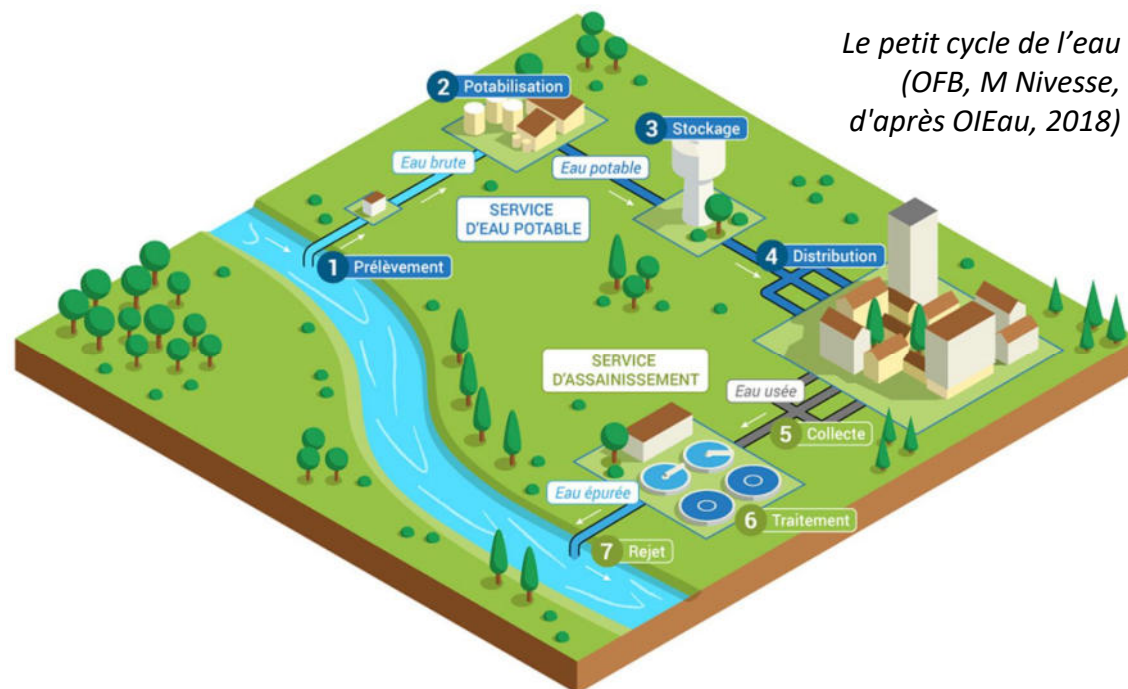 Le petit cycle de l’eau
(OFB, M Nivesse,
d'après OIEau, 2018)
2 Potabilisation
3 Stockage
Eau brute
Eau potable
SERVICE
D'EAU POTABLE
1 Prélèvement
4 Distribution
SERVICE
D'ASSAINISSEMENT
Eau usée
5 Collecte
Eau épurée
6 Traitement
7 Rejet